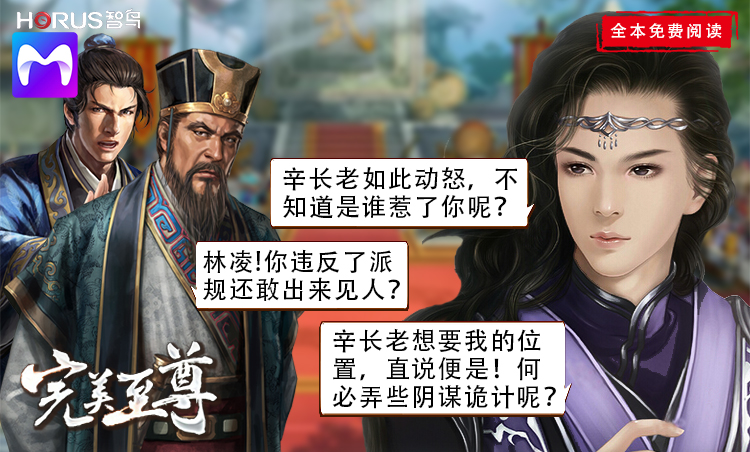 HORUS智鸟
全本免费阅读
辛长老如此动怒，不
知道是谁惹了你呢？
林凌!你违反了派
规还敢出来见人？
辛长老想要我的位
置，直说便是！何
必弄些阴谋诡计呢？
完美至尊